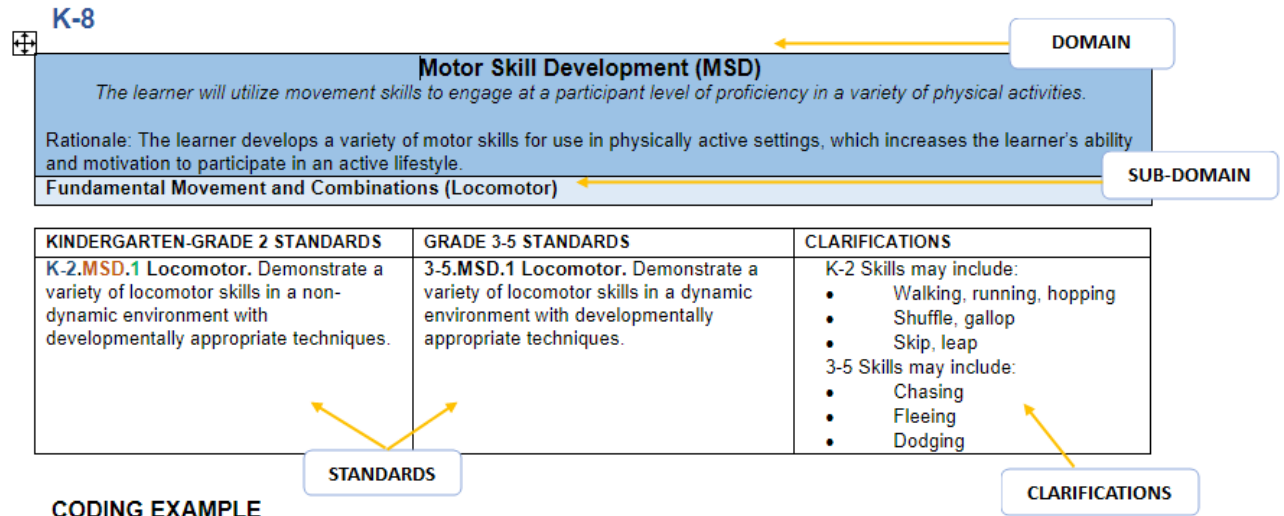 K-8
DOMAIN
Motor Skill Development (MSD)
The learner will utilize movement skills to engage at a participant level of proficiency in a variety of physical activities.
Rationale: The learner develops a variety of motor skills for use in physically active settings, which increases the learner's ability
and motivation to participate in an active lifestyle.
SUB-DOMAIN
Fundamental Movement and Combinations (Locomotor)
KINDERGARTEN-GRADE 2 STANDARDS
K-2.MSD.1 Locomotor. Demonstrate a
variety of locomotor skills in a non-
dynamic environment with
developmentally appropriate techniques.
GRADE 3-5 STANDARDS
3-5.MSD.1 Locomotor. Demonstrate a
variety of locomotor skills in a dynamic
environment with developmentally
appropriate techniques.
CLARIFICATIONS
K-2 Skills may include:
• Walking, running, hopping
• Shuffle, gallop
• Skip, leap
3-5 Skills may include:
• Chasing
• Fleeing
• Dodging
STANDARDS
CLARIFICATIONS
CODING EXAMPLE